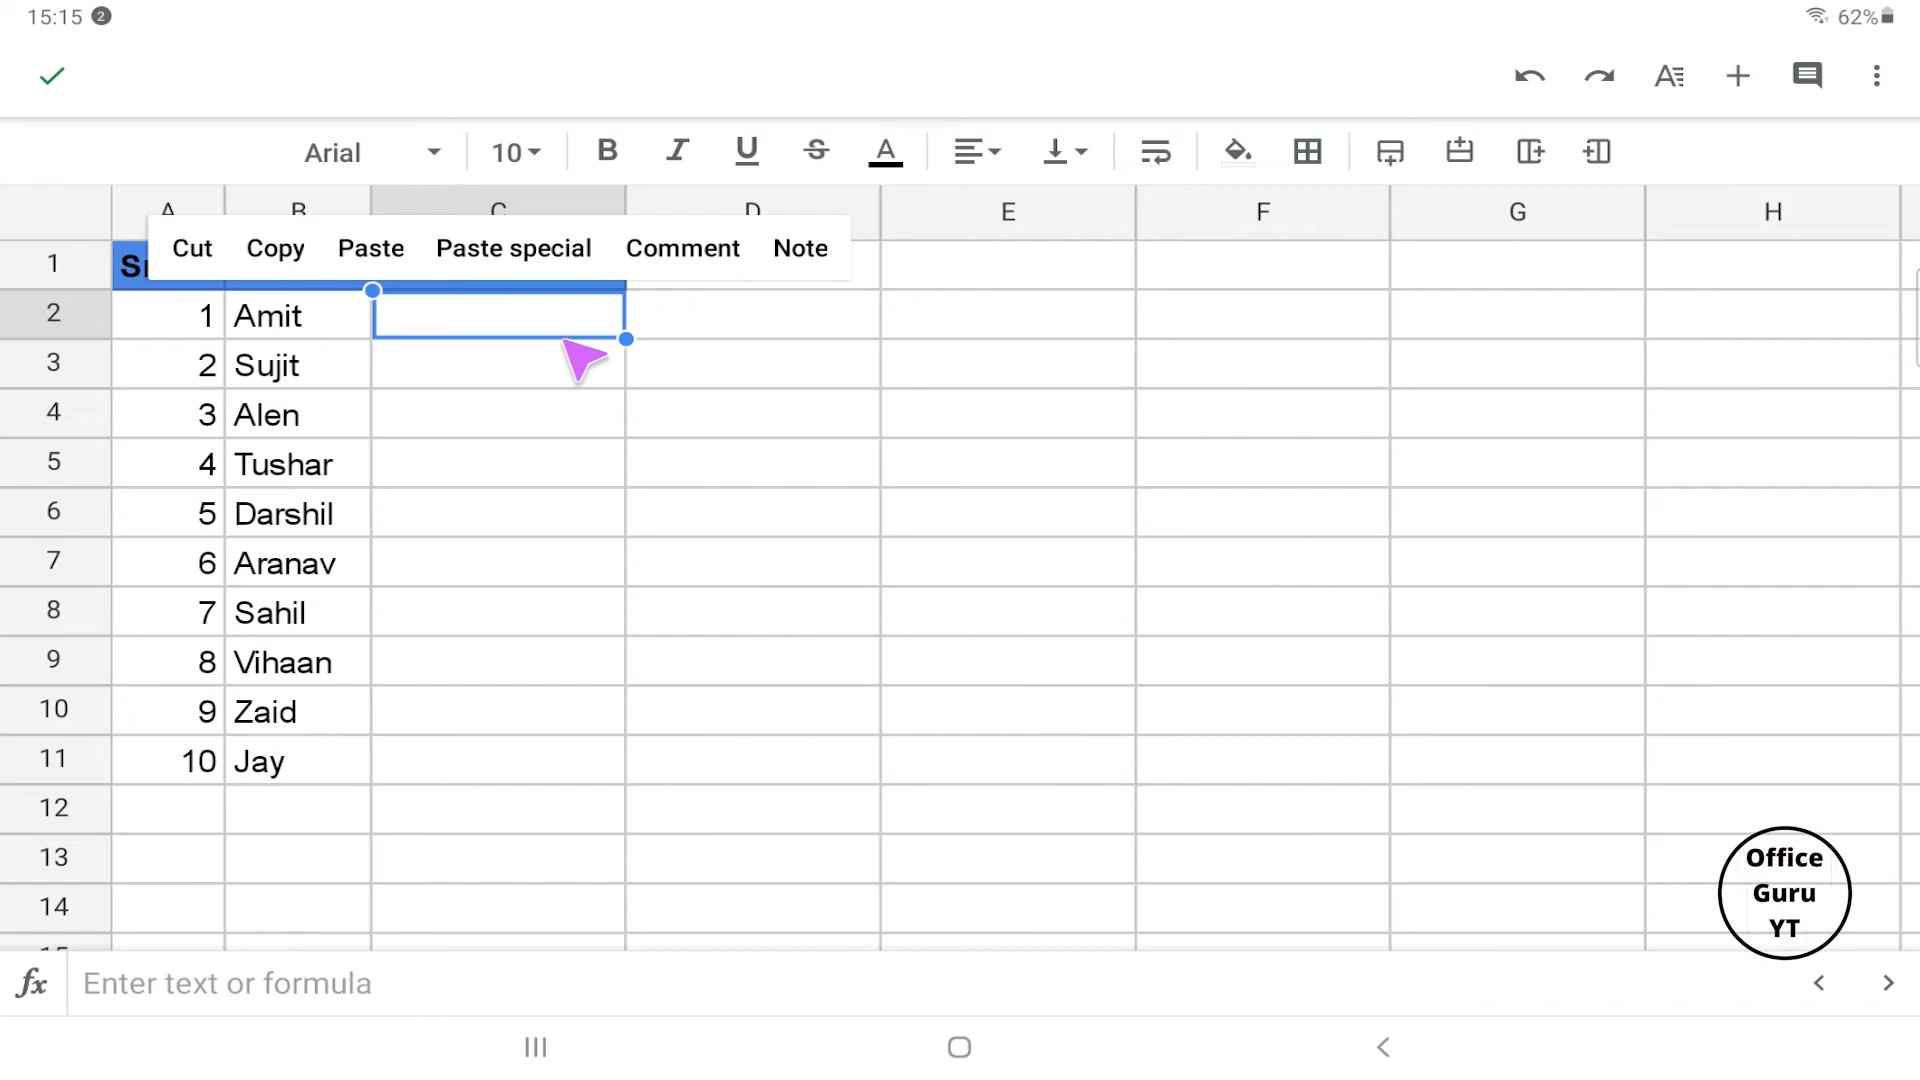 15:15 2 62%
Arial 10 B I U S A
A B C D E F G H
Cut Copy Paste Paste special Comment Note
1
2 1 Amit
3 2 Sujit
4 3 Alen
5 4 Tushar
6 5 Darshil
7 6 Aranav
8 7 Sahil
9 8 Vihaan
10 9 Zaid
11 10 Jay
12
13
14
Office
Guru
YT
fx Enter text or formula